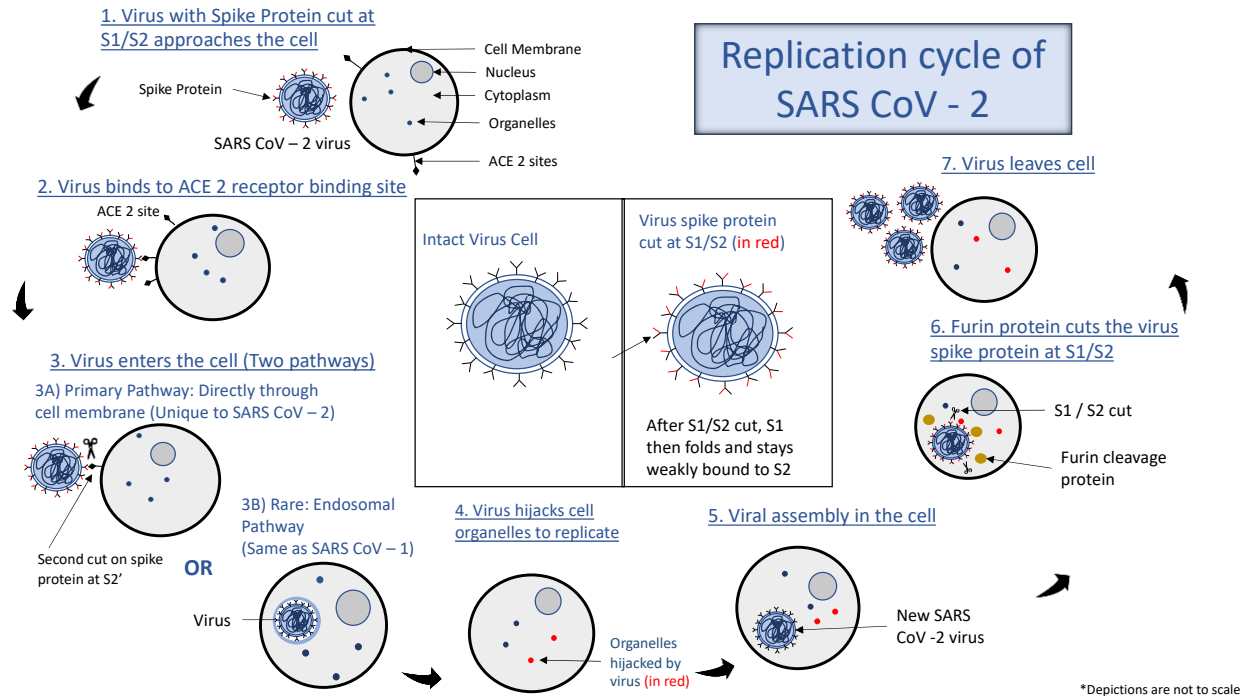 1. Virus with Spike Protein cut at
S1/S2 approaches the cell
Replication cycle of
SARS CoV - 2
Cell Membrane
Nucleus
Cytoplasm
Organelles
ACE 2 sites
Spike Protein
SARS CoV – 2 virus
2. Virus binds to ACE 2 receptor binding site
ACE 2 site
3. Virus enters the cell (Two pathways)
3A) Primary Pathway: Directly through
cell membrane (Unique to SARS CoV – 2)
Second cut on spike
protein at S2’
OR
3B) Rare: Endosomal
Pathway
(Same as SARS CoV – 1)
Virus
Intact Virus Cell
Virus spike protein
cut at S1/S2 (in red)
After S1/S2 cut, S1
then folds and stays
weakly bound to S2
4. Virus hijacks cell
organelles to replicate
Organelles
hijacked by
virus (in red)
5. Viral assembly in the cell
New SARS
CoV -2 virus
6. Furin protein cuts the virus
spike protein at S1/S2
S1 / S2 cut
Furin cleavage
protein
7. Virus leaves cell
*Depictions are not to scale